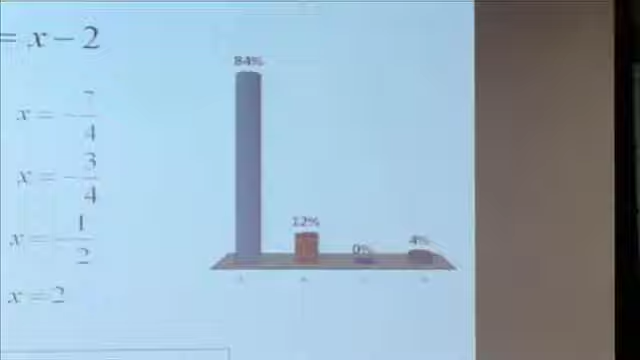 = x - 2
84%
x = - 7/4
x = - 3/4
12%
x = - 1/2
0%
4%
x = 2